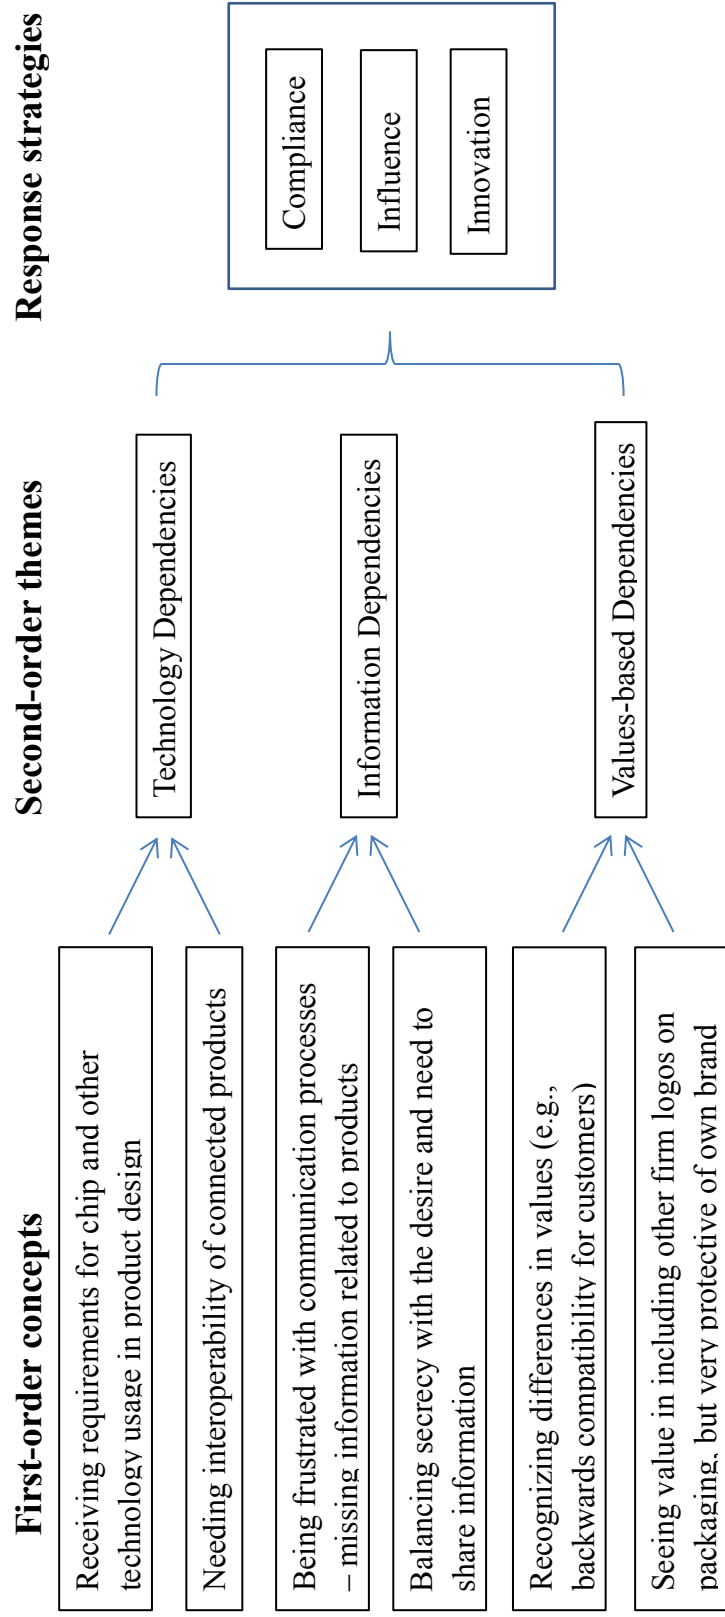 First-order concepts
Second-order themes
Response strategies
Receiving requirements for chip and other
technology usage in product design
Needing interoperability of connected products
Being frustrated with communication processes
– missing information related to products
Balancing secrecy with the desire and need to
share information
Recognizing differences in values (e.g.,
backwards compatibility for customers)
Seeing value in including other firm logos on
packaging, but very protective of own brand
Technology Dependencies
Information Dependencies
Values-based Dependencies
Compliance
Influence
Innovation